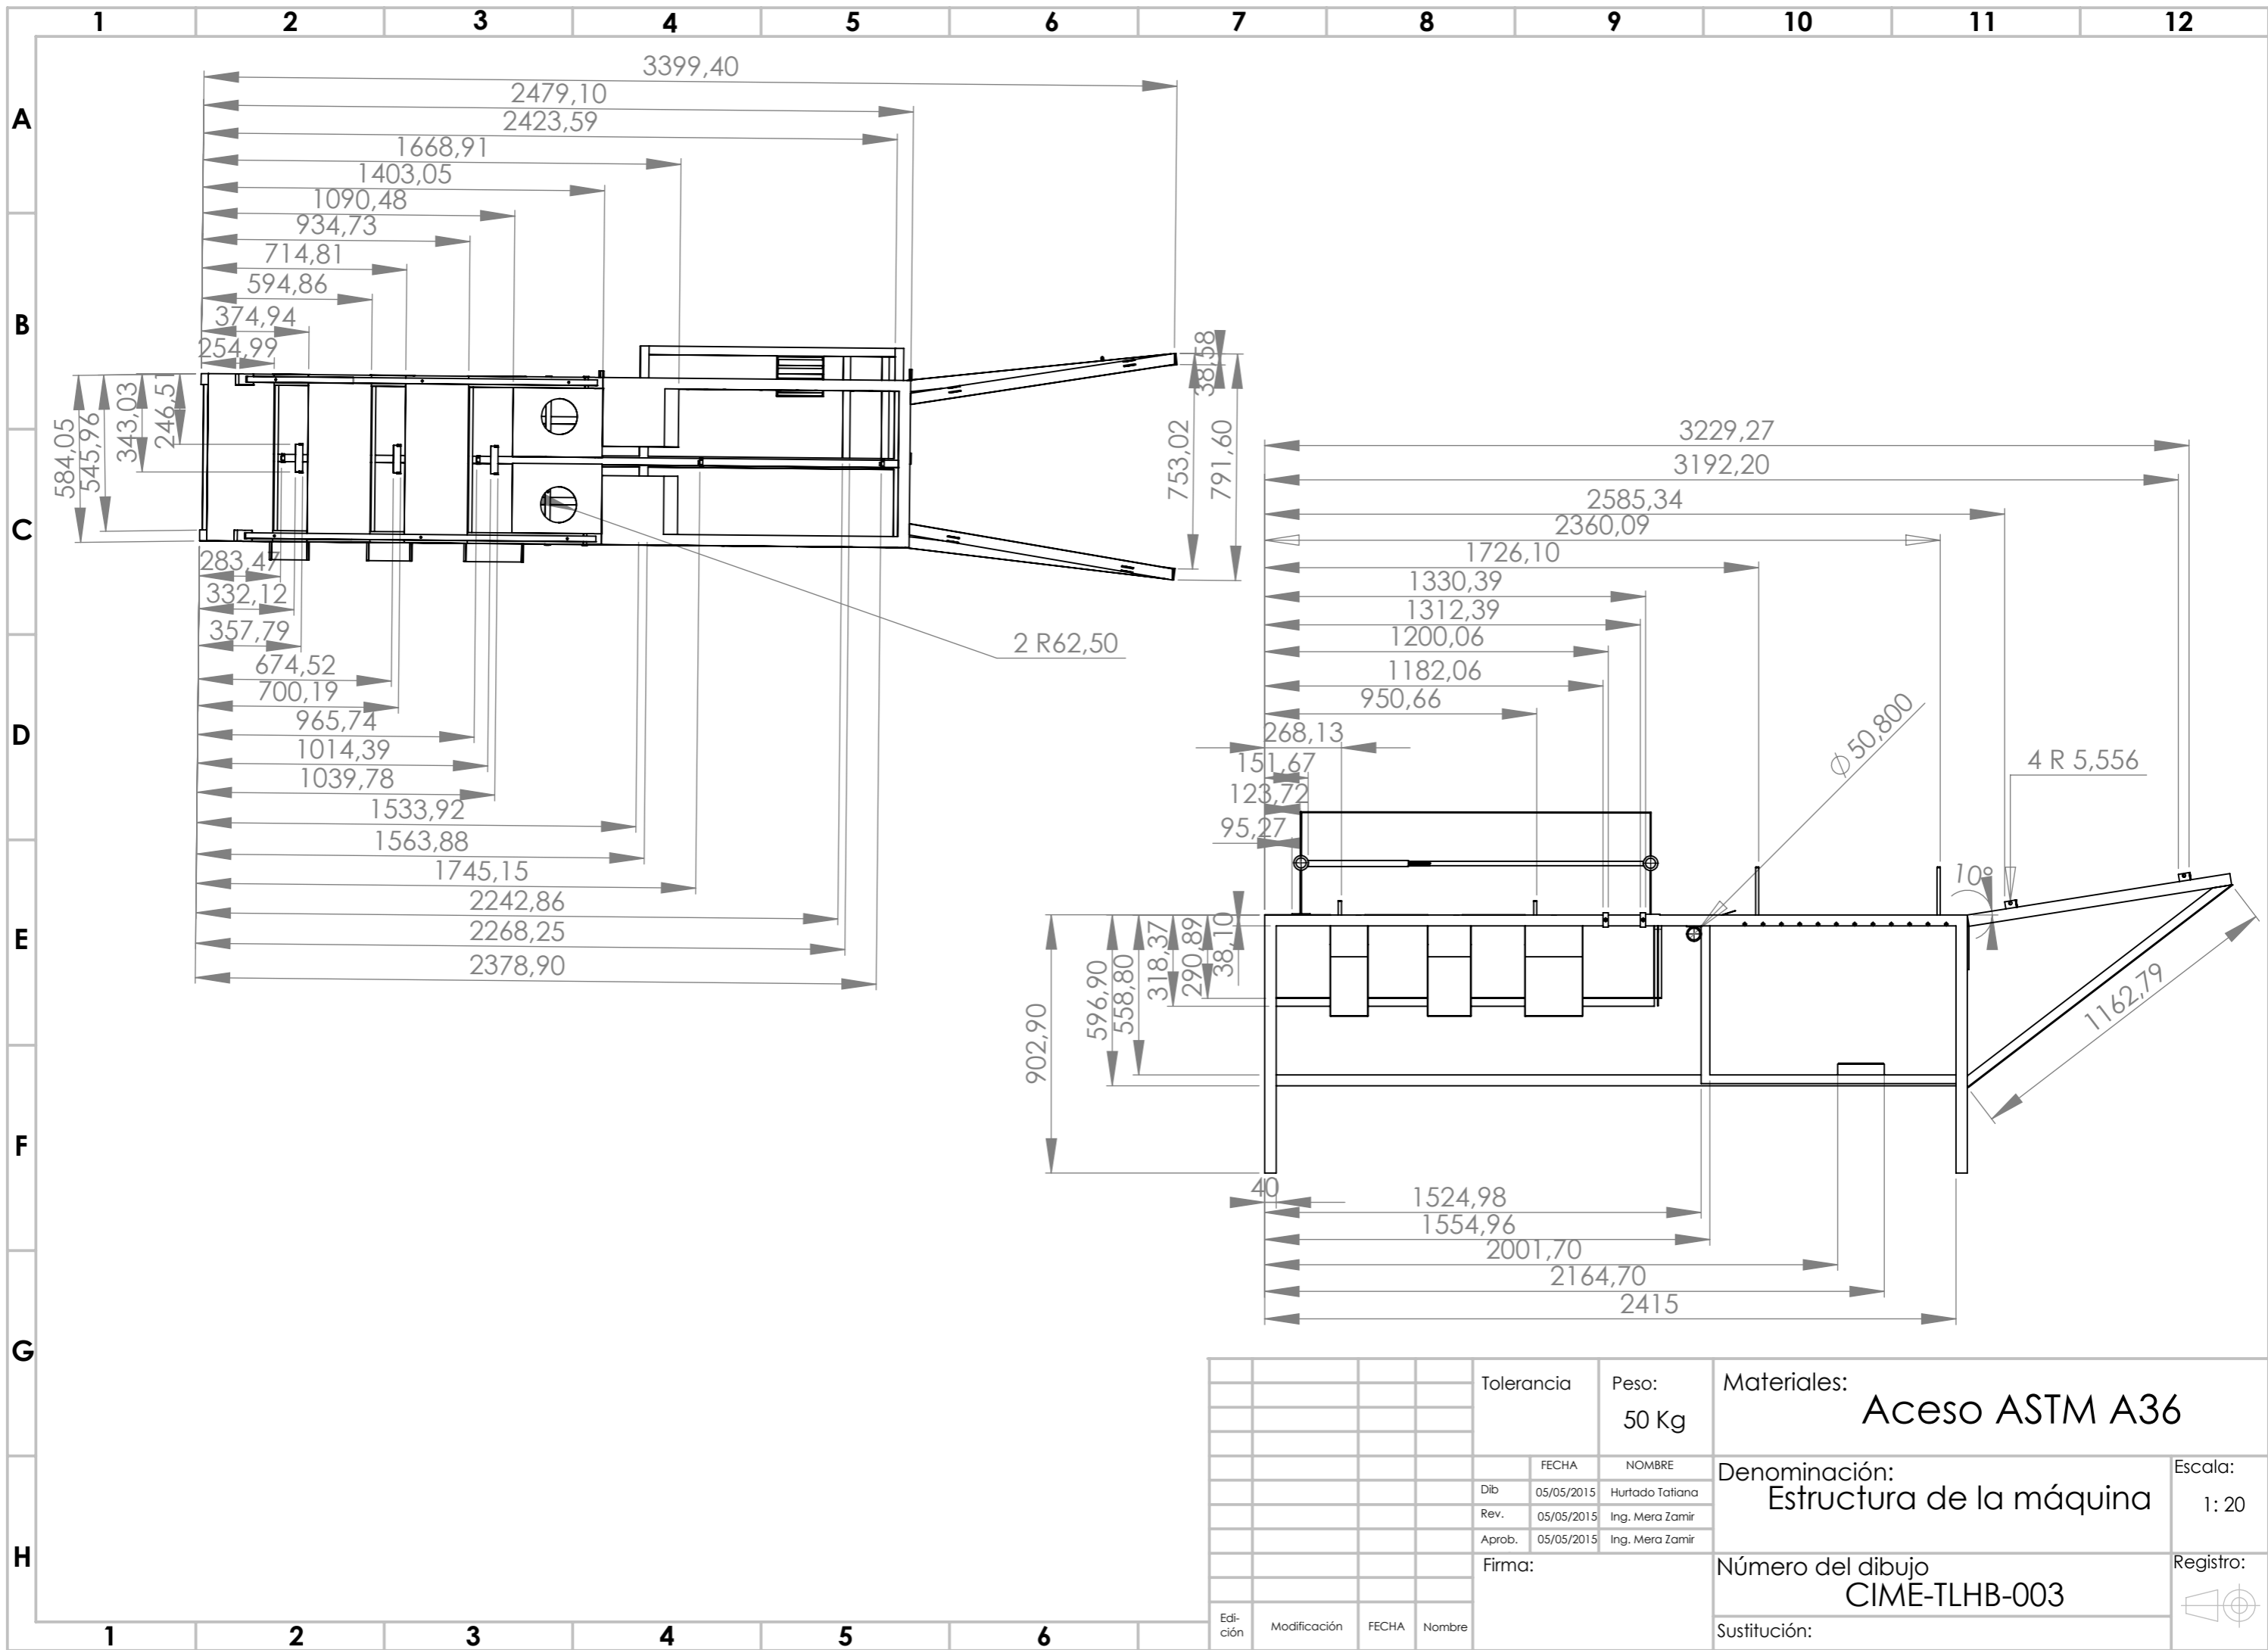 1 2 3 4 5 6 7 8 9 10 11 12
A
B
C
D
E
F
G
H
3399,40
2479,10
2423,59
1668,91
1403,05
1090,48
934,73
714,81
594,86
374,94
254,99
584,05
545,96
343,03
246,51
38,58
753,02
791,60
283,47
332,12
357,79
674,52
700,19
965,74
1014,39
1039,78
1533,92
1563,88
1745,15
2242,86
2268,25
2378,90
2 R62,50
3229,27
3192,20
2585,34
2360,09
1726,10
1330,39
1312,39
1200,06
1182,06
950,66
268,13
151,67
123,72
95,27
∅ 50,800
4 R 5,556
10°
1162,79
902,90
596,90
558,80
318,37
290,89
38,10
40
1524,98
1554,96
2001,70
2164,70
2415
Tolerancia
Peso:
50 Kg
Materiales:
Aceso ASTM A36
FECHA NOMBRE
Dib 05/05/2015 Hurtado Tatiana
Rev. 05/05/2015 Ing. Mera Zamir
Aprob. 05/05/2015 Ing. Mera Zamir
Denominación:
Estructura de la máquina
Escala:
1: 20
Firma:
Número del dibujo
CIME-TLHB-003
Registro:
Sustitución:
Edi-
ción
Modificación FECHA Nombre
1 2 3 4 5 6